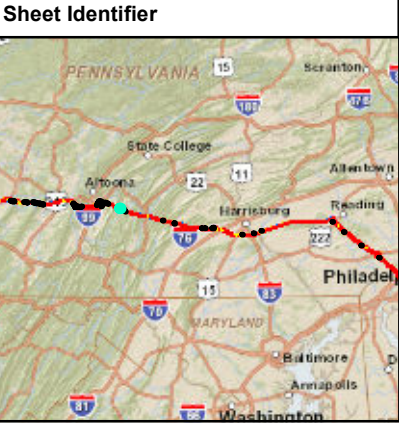 Sheet Identifier
PENNSYLVANIA
15
Scranton
180
State College
Allentown
11
22
Altoona
99
Harrisburg
Reading
76
222
Philadel
15
83
70
MARYLAND
Baltimore
D
Annapolis
81
66
Washington